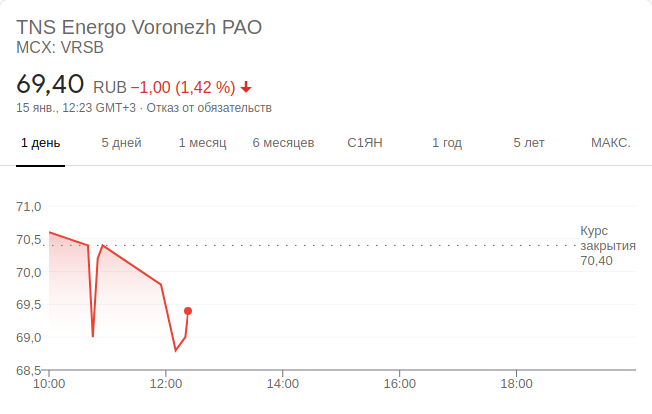 TNS Energo Voronezh PAO
MCX: VRSB
69,40 RUB −1,00 (1,42 %)
15 янв., 12:23 GMT+3 · Отказ от обязательств
1 день 5 дней 1 месяц 6 месяцев С1ЯН 1 год 5 лет МАКС.
71,0
70,5
70,0
69,5
69,0
68,5
Курс
закрытия
70,40
10:00 12:00 14:00 16:00 18:00